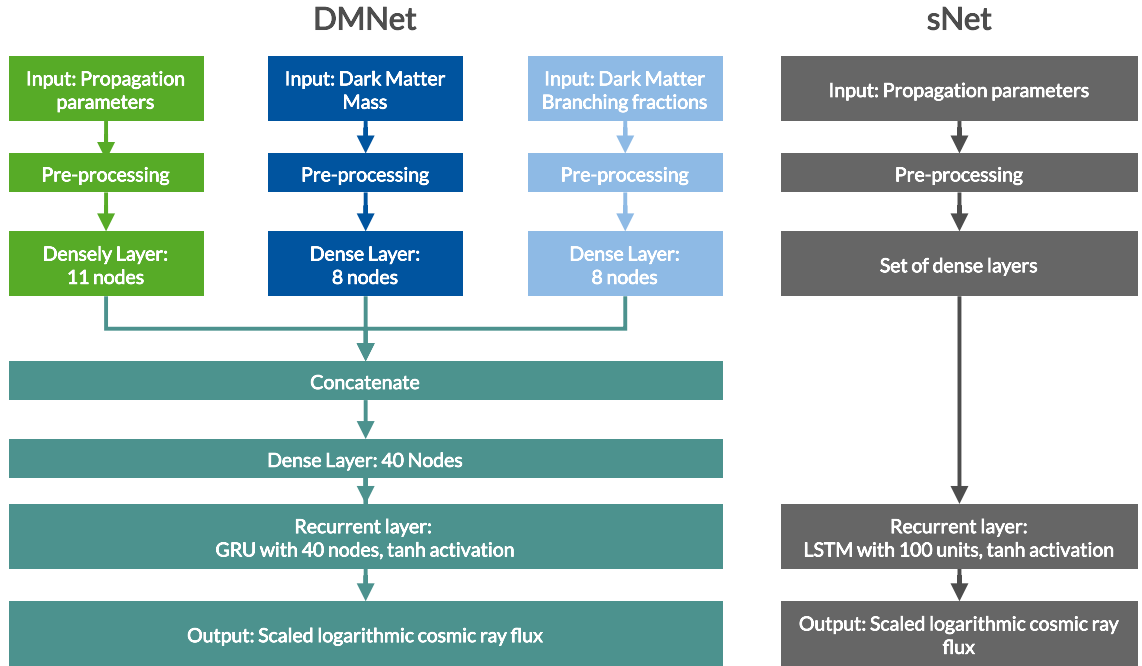 DMNet
sNet
Input: Propagation
parameters
Input: Dark Matter
Mass
Input: Dark Matter
Branching fractions
Input: Propagation parameters
Pre-processing
Pre-processing
Pre-processing
Pre-processing
Densely Layer:
11 nodes
Dense Layer:
8 nodes
Dense Layer:
8 nodes
Set of dense layers
Concatenate
Dense Layer: 40 Nodes
Recurrent layer:
GRU with 40 nodes, tanh activation
Recurrent layer:
LSTM with 100 units, tanh activation
Output: Scaled logarithmic cosmic ray flux
Output: Scaled logarithmic cosmic ray
flux